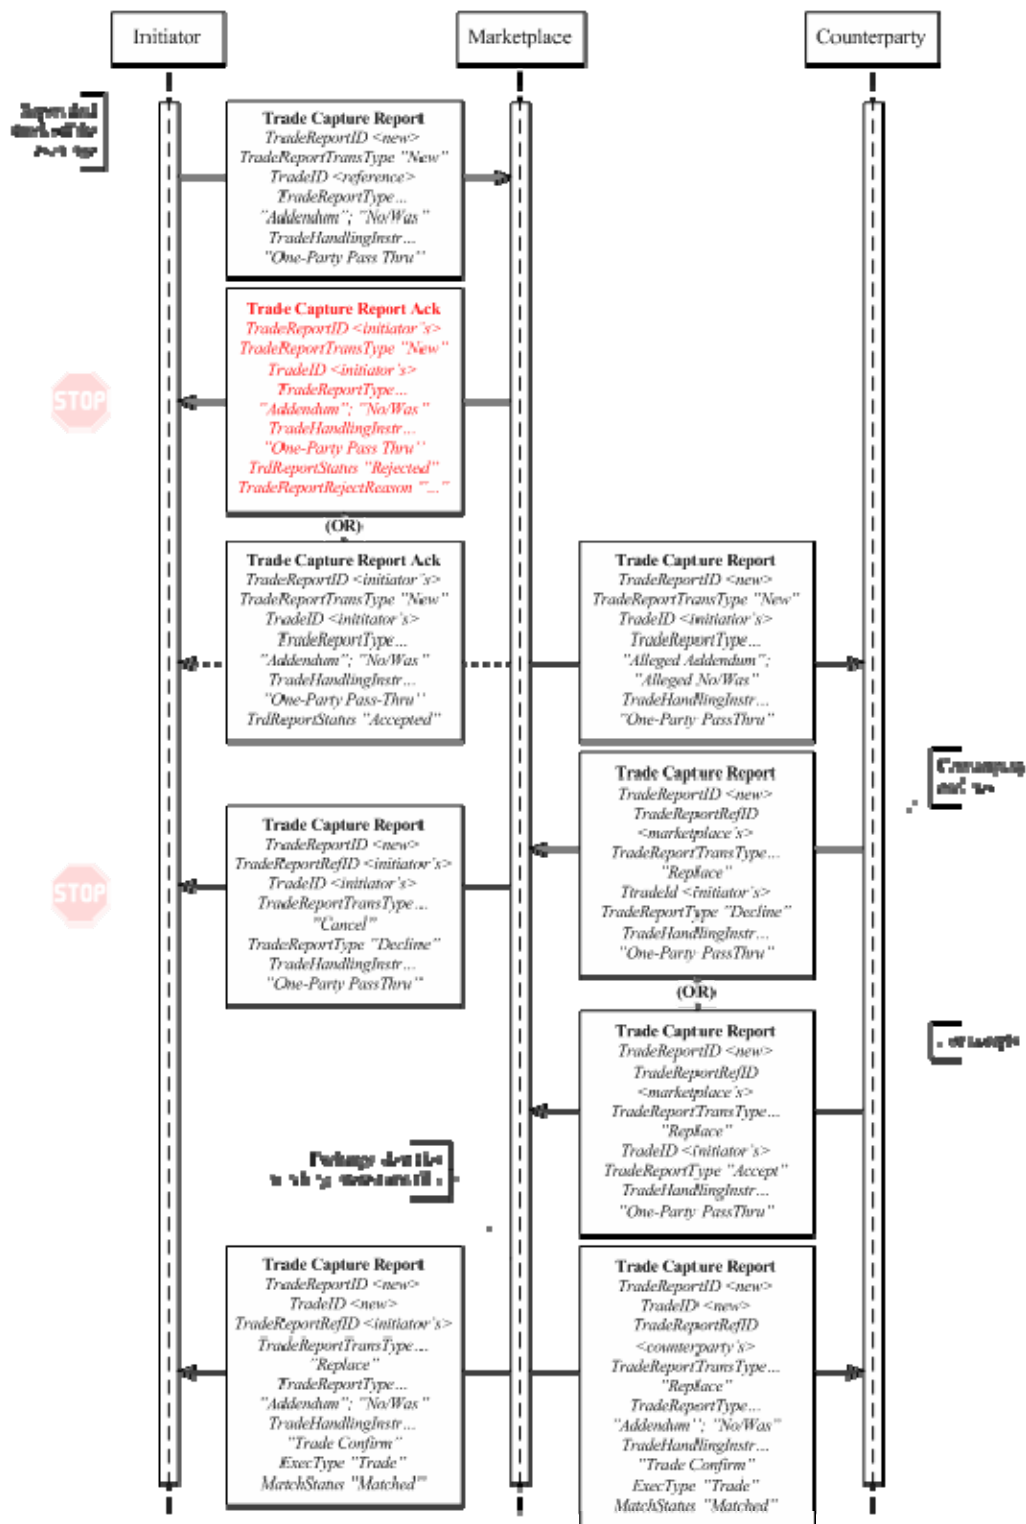 Initiator
Marketplace
Counterparty
Trade Capture Report
TradeReportID <new>
TradeReportTransType "New"
TradeID <reference>
TradeReportType...
"Addendum"; "No/Was"
TradeHandlingInstr...
"One-Party Pass Thru"
Trade Capture Report Ack
TradeReportID <initiator's>
TradeReportTransType "New"
TradeID <initiator's>
TradeReportType...
"Addendum"; "No/Was"
TradeHandlingInstr...
"One-Party Pass Thru"
TrdReportStatus "Rejected"
TradeReportRejectReason "..."
STOP
(OR)
Trade Capture Report Ack
TradeReportID <initiator's>
TradeReportTransType "New"
TradeID <inititator's>
TradeReportType...
"Addendum"; "No/Was"
TradeHandlingInstr...
"One-Party Pass-Thru"
TrdReportStatus "Accepted"
Trade Capture Report
TradeReportID <new>
TradeReportTransType "New"
TradeID <initiatior's>
TradeReportType...
"Alleged Addendum";
"Alleged No/Was"
TradeHandlingInstr...
"One-Party PassThru"
Trade Capture Report
TradeReportID <new>
TradeReportRefID
<marketplace's>
TradeReportTransType...
"Replace"
TtradeId <initiator's>
TradeReportType "Decline"
TradeHandlingInstr...
"One-Party PassThru"
Trade Capture Report
TradeReportID <new>
TradeReportRefID <initiator's>
TradeID <initiator's>
TradeReportTransType...
"Cancel"
TradeReportType "Decline"
TradeHandlingInstr...
"One-Party PassThru"
STOP
(OR)
Trade Capture Report
TradeReportID <new>
TradeReportRefID
<marketplace's>
TradeReportTransType...
"Replace"
TradeID <initiator's>
TradeReportType "Accept"
TradeHandlingInstr...
"One-Party PassThru"
Trade Capture Report
TradeReportID <new>
TradeID <new>
TradeReportRefID <initiator's>
TradeReportTransType...
"Replace"
TradeReportType...
"Addendum"; "No/Was"
TradeHandlingInstr...
"Trade Confirm"
ExecType "Trade"
MatchStatus "Matched"
Trade Capture Report
TradeReportID <new>
TradeID <new>
TradeReportRefID
<counterparty's>
TradeReportTransType...
"Replace"
TradeReportType...
"Addendum"; "No/Was"
TradeHandlingInstr...
"Trade Confirm"
ExecType "Trade"
MatchStatus "Matched"